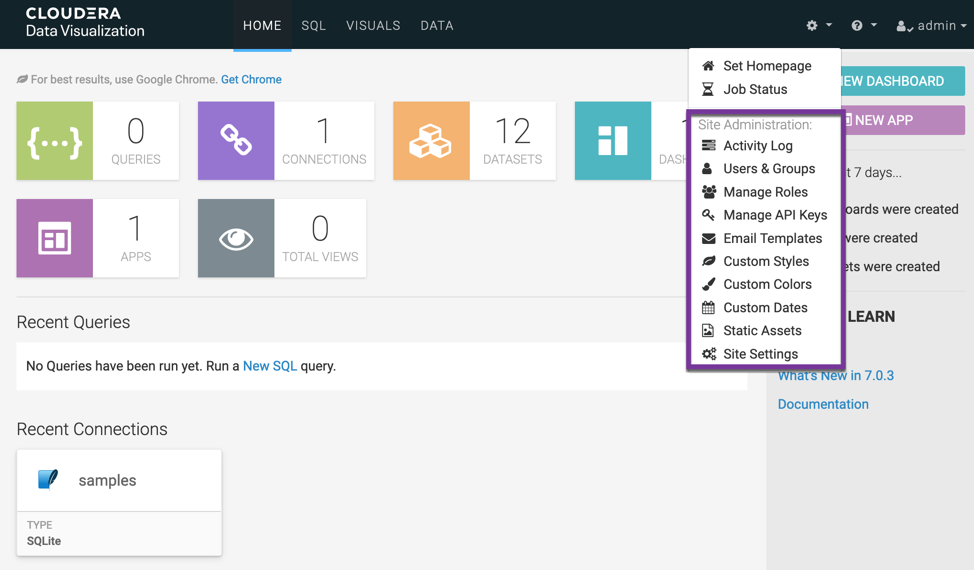 CLOUDERA
Data Visualization
HOME SQL VISUALS DATA
admin
For best results, use Google Chrome. Get Chrome
0
QUERIES
1
CONNECTIONS
12
DATASETS
1
APPS
0
TOTAL VIEWS
Set Homepage
Job Status
Site Administration:
Activity Log
Users & Groups
Manage Roles
Manage API Keys
Email Templates
Custom Styles
Custom Colors
Custom Dates
Static Assets
Site Settings
DASHBOARD
NEW APP
7 days...
were created
were created
were created
LEARN
What's New in 7.0.3
Documentation
Recent Queries
No Queries have been run yet. Run a New SQL query.
Recent Connections
samples
TYPE
SQLite